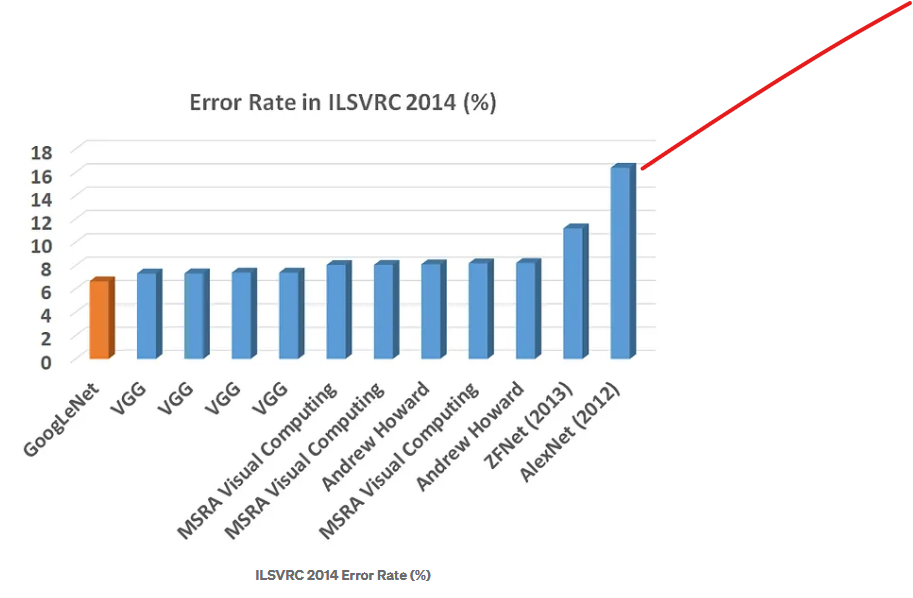 Error Rate in ILSVRC 2014 (%)
18
16
14
12
10
8
6
4
2
0
GoogLeNet
VGG
VGG
VGG
VGG
MSRA Visual Computing
MSRA Visual Computing
Andrew Howard
MSRA Visual Computing
Andrew Howard
ZFNet (2013)
AlexNet (2012)
ILSVRC 2014 Error Rate (%)